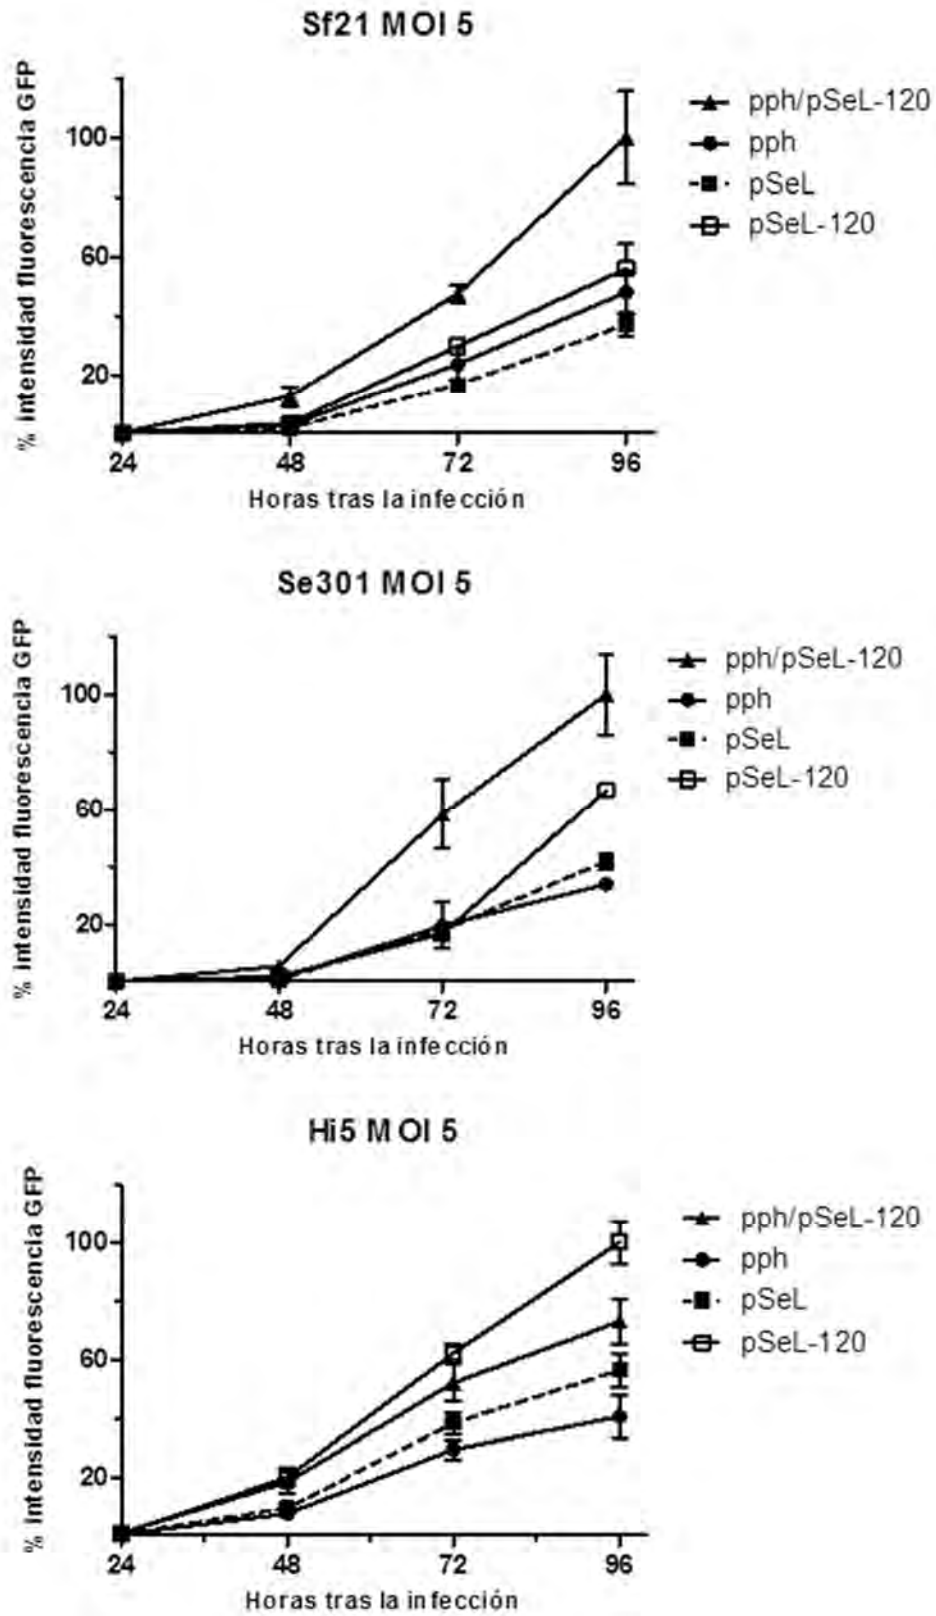 Sf21 MOI 5
% intensidad fluorescencia GFP
100
60
20
24 48 72 96
Horas tras la infección
pph/pSeL-120
pph
pSeL
pSeL-120
Se301 MOI 5
% intensidad fluorescencia GFP
100
60
20
24 48 72 96
Horas tras la infección
pph/pSeL-120
pph
pSeL
pSeL-120
Hi5 MOI 5
% intensidad fluorescencia GFP
100
60
20
24 48 72 96
Horas tras la infección
pph/pSeL-120
pph
pSeL
pSeL-120